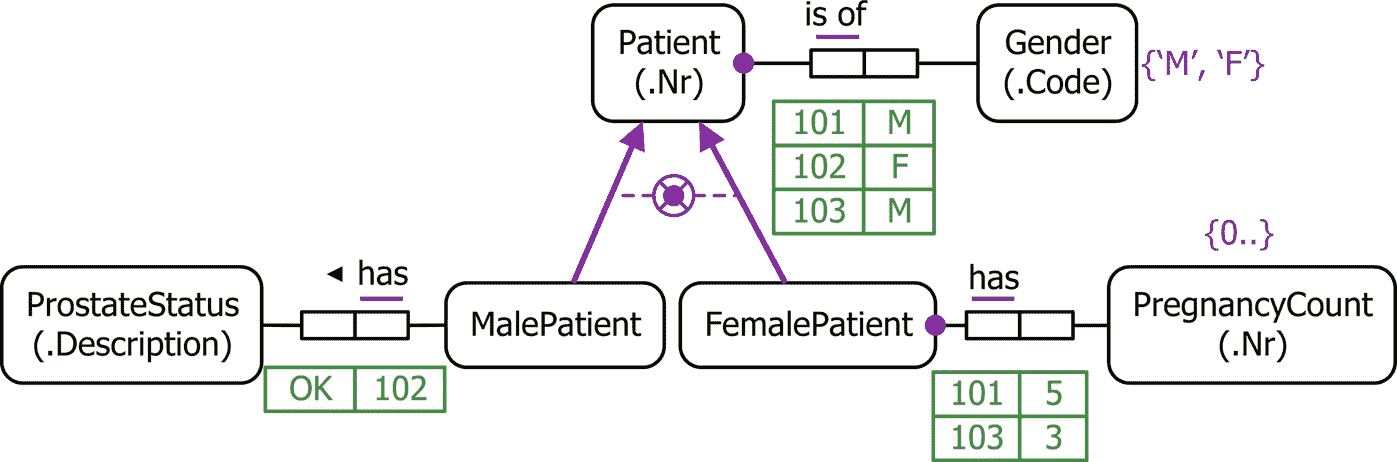 is of
Patient
(.Nr)
Gender
(.Code)
{‘M’, ‘F’}
101 M
102 F
103 M
{0..}
◄ has
has
ProstateStatus
(.Description)
MalePatient
FemalePatient
PregnancyCount
(.Nr)
OK 102
101 5
103 3